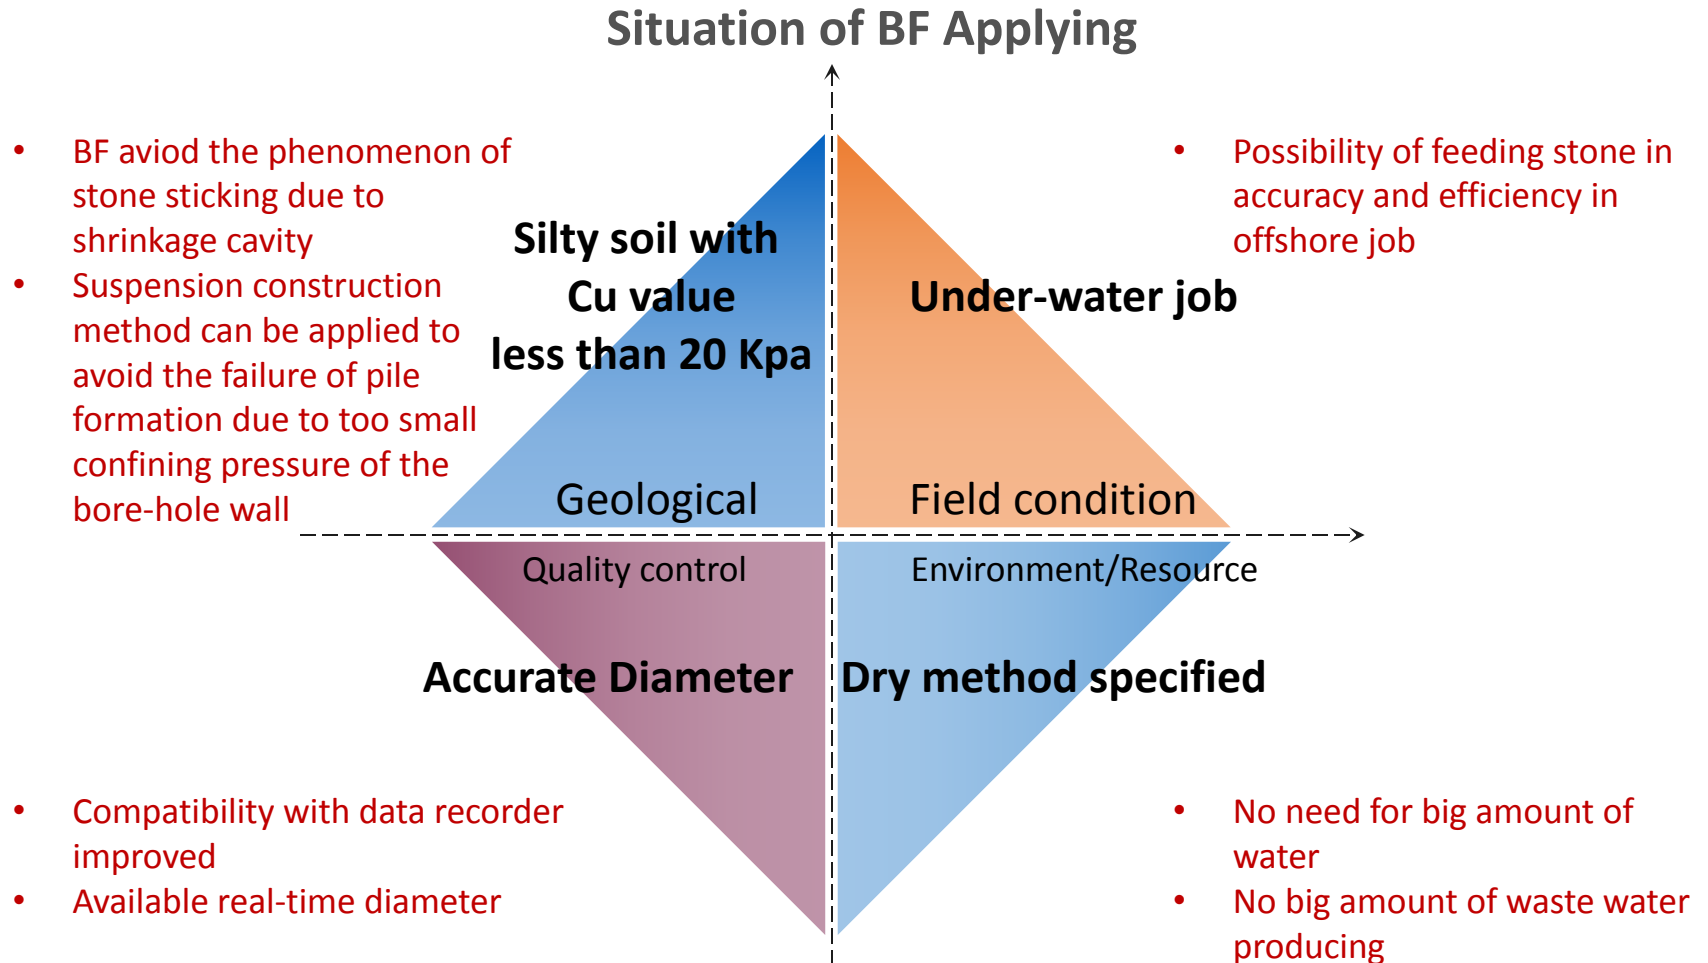 Situation of BF Applying
• BF aviod the phenomenon of
stone sticking due to
shrinkage cavity
• Suspension construction
method can be applied to
avoid the failure of pile
formation due to too small
confining pressure of the
bore-hole wall
Silty soil with
Cu value
less than 20 Kpa
Geological
• Possibility of feeding stone in
accuracy and efficiency in
offshore job
Under-water job
Field condition
Quality control
Accurate Diameter
• Compatibility with data recorder
improved
• Available real-time diameter
Environment/Resource
Dry method specified
• No need for big amount of
water
• No big amount of waste water
producing